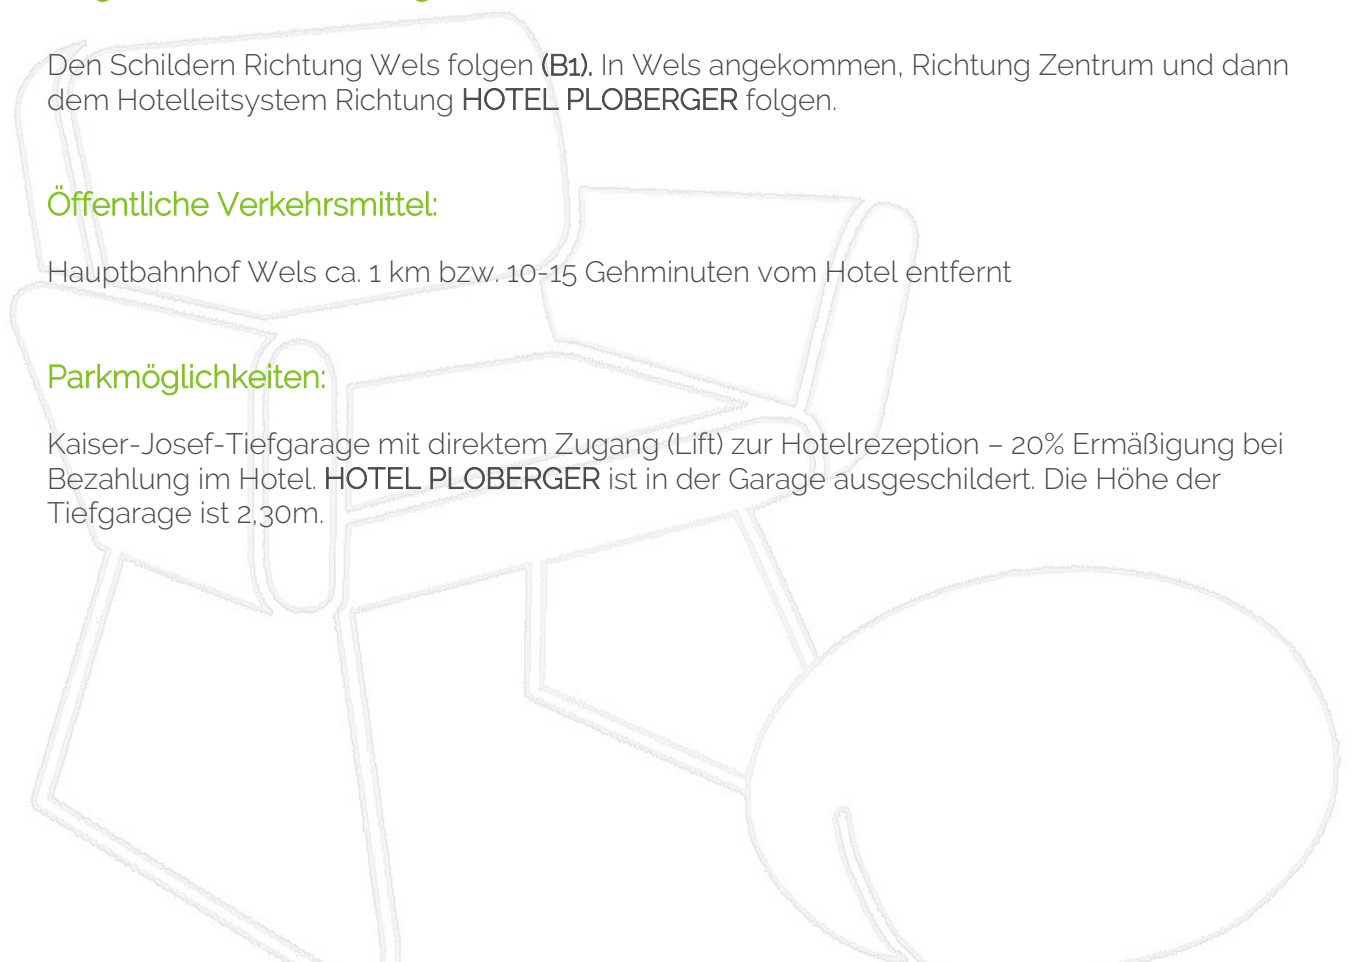 Den Schildern Richtung Wels folgen (B1). In Wels angekommen, Richtung Zentrum und dann
dem Hotelleitsystem Richtung HOTEL PLOBERGER folgen.
Öffentliche Verkehrsmittel:
Hauptbahnhof Wels ca. 1 km bzw. 10-15 Gehminuten vom Hotel entfernt
Parkmöglichkeiten:
Kaiser-Josef-Tiefgarage mit direktem Zugang (Lift) zur Hotelrezeption – 20% Ermäßigung bei
Bezahlung im Hotel. HOTEL PLOBERGER ist in der Garage ausgeschildert. Die Höhe der
Tiefgarage ist 2,30m.